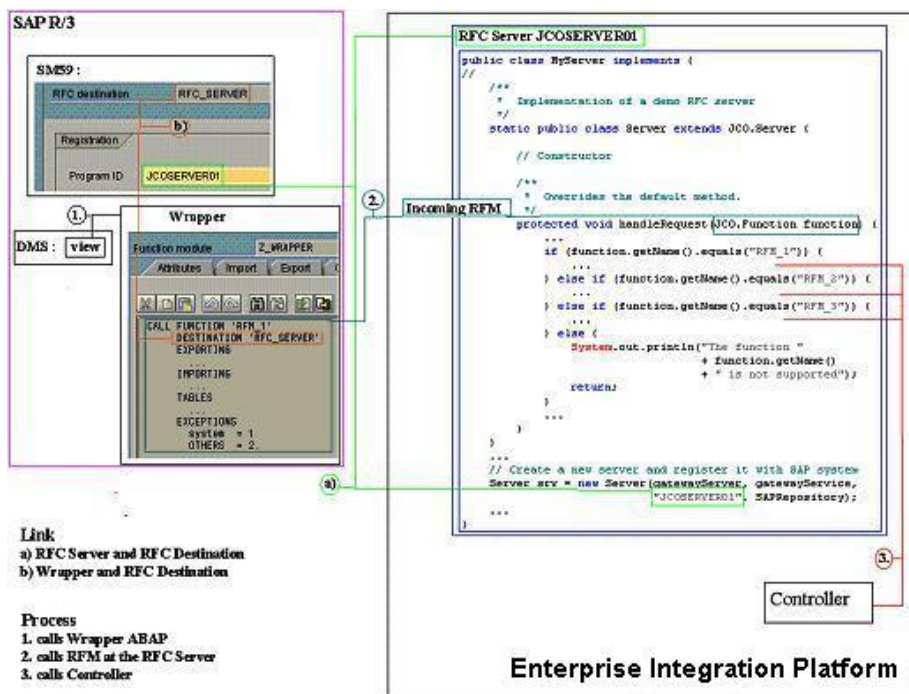 SAP R/3
SM59 :
RFC destination RFC_SERVER
b)
Registration
Program ID JCOSERVER01
1.
Wrapper
DMS : view
Function module Z_WRAPPER
Attributes Import Export
CALL FUNCTION 'RFM_1'
DESTINATION 'RFC_SERVER'
EXPORTING
...
IMPORTING
...
TABLES
...
EXCEPTIONS
system = 1
OTHERS = 2.
2.
Incoming RFM
a)
RFC Server JCOSERVER01
public class MyServer implements {
//
/**
* Implementation of a demo RFC server
*/
static public class Server extends JCO.Server {
// Constructor
/**
* Overrides the default method.
*/
protected void handleRequest(JCO.Function function) {
...
if (function.getName().equals("RFM_1")) {
...
} else if (function.getName().equals("RFM_2")) {
...
} else if (function.getName().equals("RFM_3")) {
...
} else {
System.out.println("The function "
+ function.getName()
+ " is not supported");
return;
}
...
}
}
...
// Create a new server and register it with SAP system
Server srv = new Server(gatewayServer, gatewayService,
"JCOSERVER01", SAPRepository);
...
}
3.
Controller
Link
a) RFC Server and RFC Destination
b) Wrapper and RFC Destination
Process
1. calls Wrapper ABAP
2. calls RFM at the RFC Server
3. calls Controller
Enterprise Integration Platform